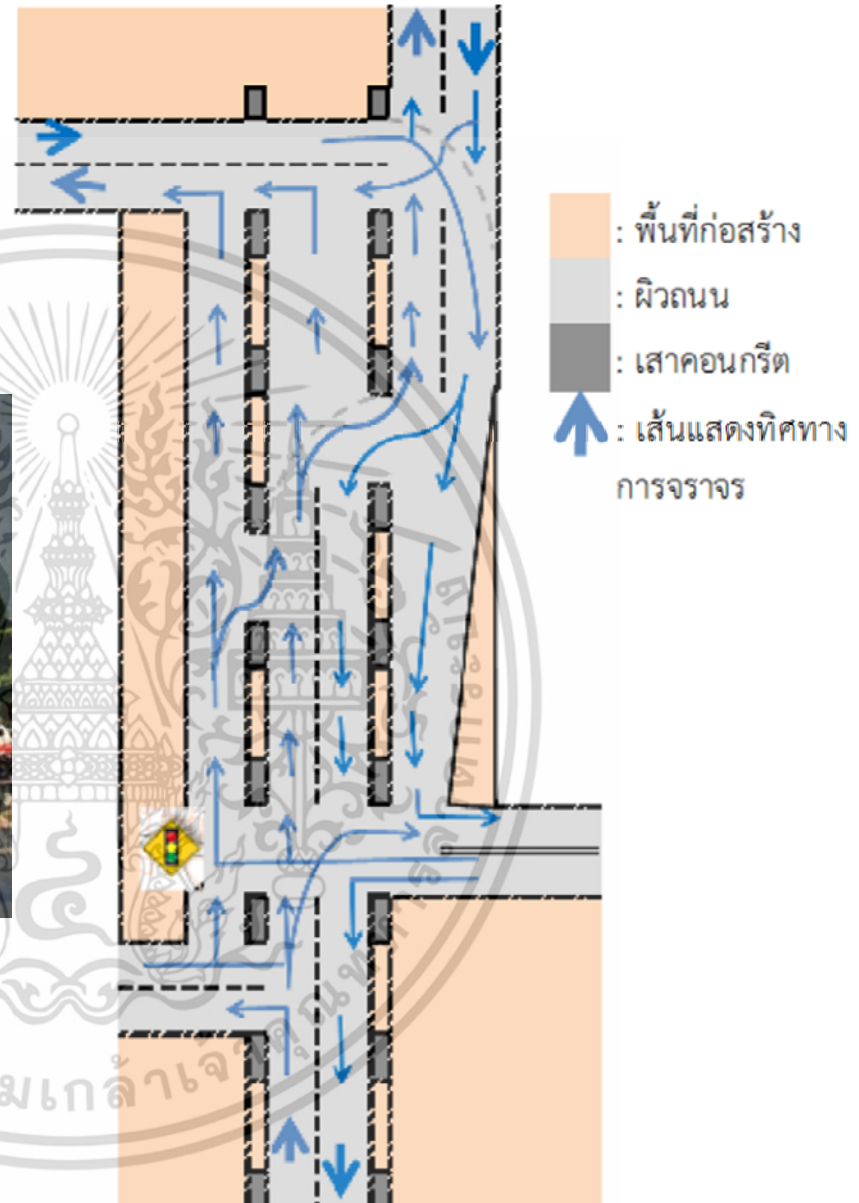 : พื้นที่ก่อสร้าง
: ผิวถนน
: เสาคอนกรีต
: เส้นแสดงทิศทาง
การจราจร